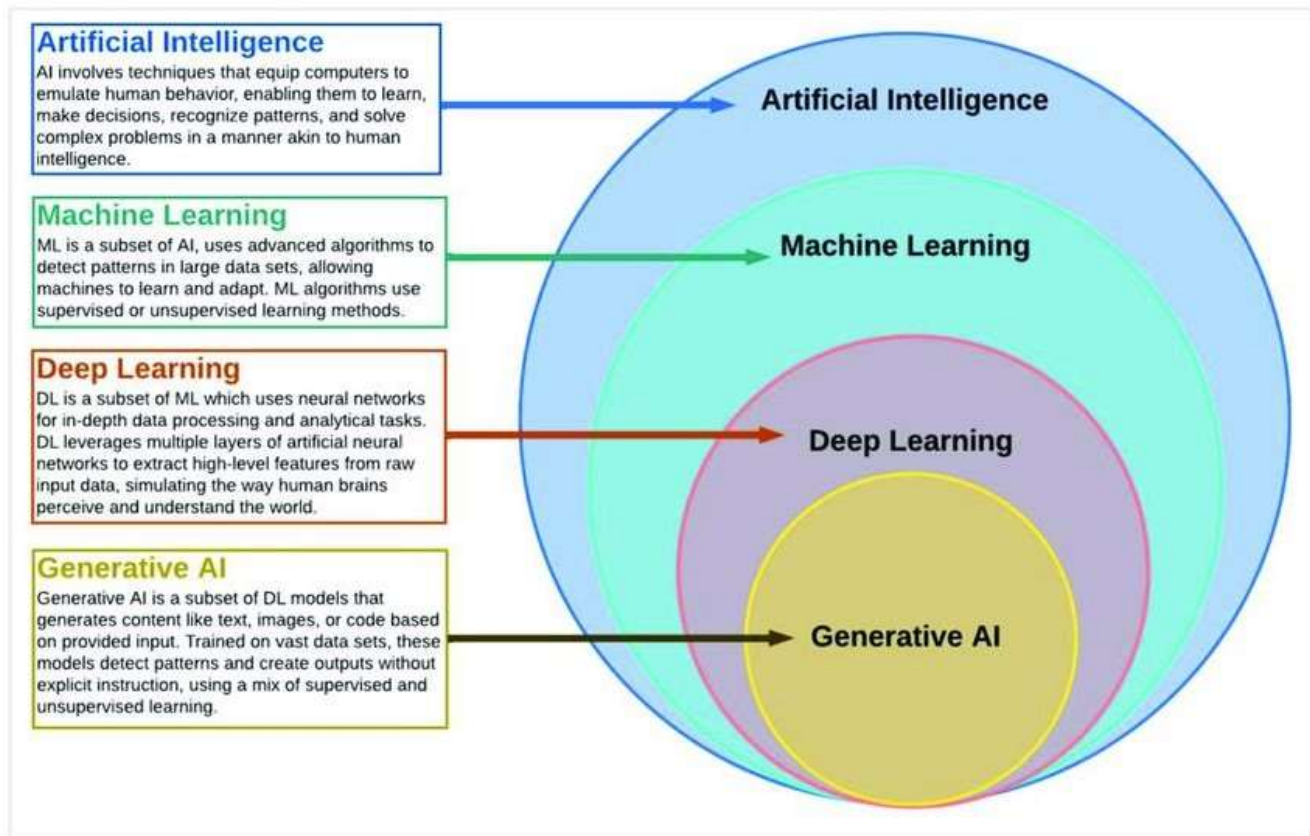 Artificial Intelligence
AI involves techniques that equip computers to
emulate human behavior, enabling them to learn,
make decisions, recognize patterns, and solve
complex problems in a manner akin to human
intelligence.
Machine Learning
ML is a subset of AI, uses advanced algorithms to
detect patterns in large data sets, allowing
machines to learn and adapt. ML algorithms use
supervised or unsupervised learning methods.
Deep Learning
DL is a subset of ML which uses neural networks
for in-depth data processing and analytical tasks.
DL leverages multiple layers of artificial neural
networks to extract high-level features from raw
input data, simulating the way human brains
perceive and understand the world.
Generative AI
Generative AI is a subset of DL models that
generates content like text, images, or code based
on provided input. Trained on vast data sets, these
models detect patterns and create outputs without
explicit instruction, using a mix of supervised and
unsupervised learning.
Artificial Intelligence
Machine Learning
Deep Learning
Generative AI